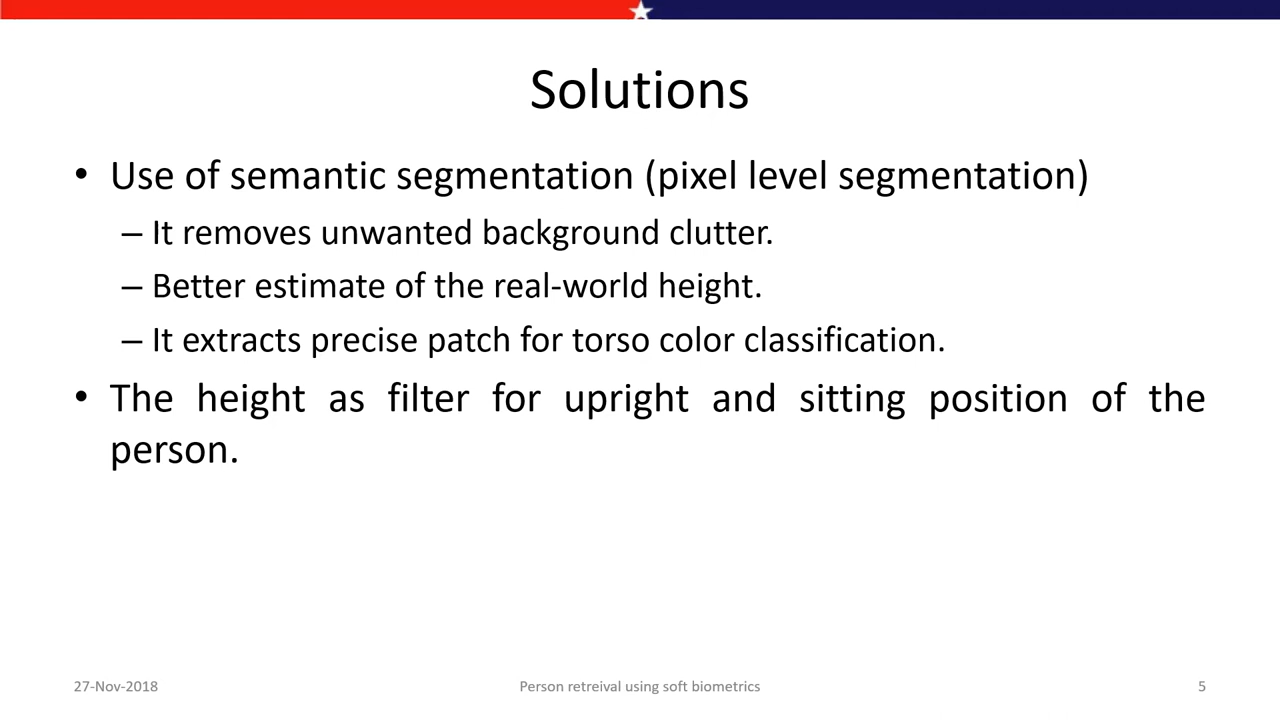 Solutions
• Use of semantic segmentation (pixel level segmentation)
– It removes unwanted background clutter.
– Better estimate of the real-world height.
– It extracts precise patch for torso color classification.
• The height as filter for upright and sitting position of the
person.
27-Nov-2018
Person retreival using soft biometrics
5